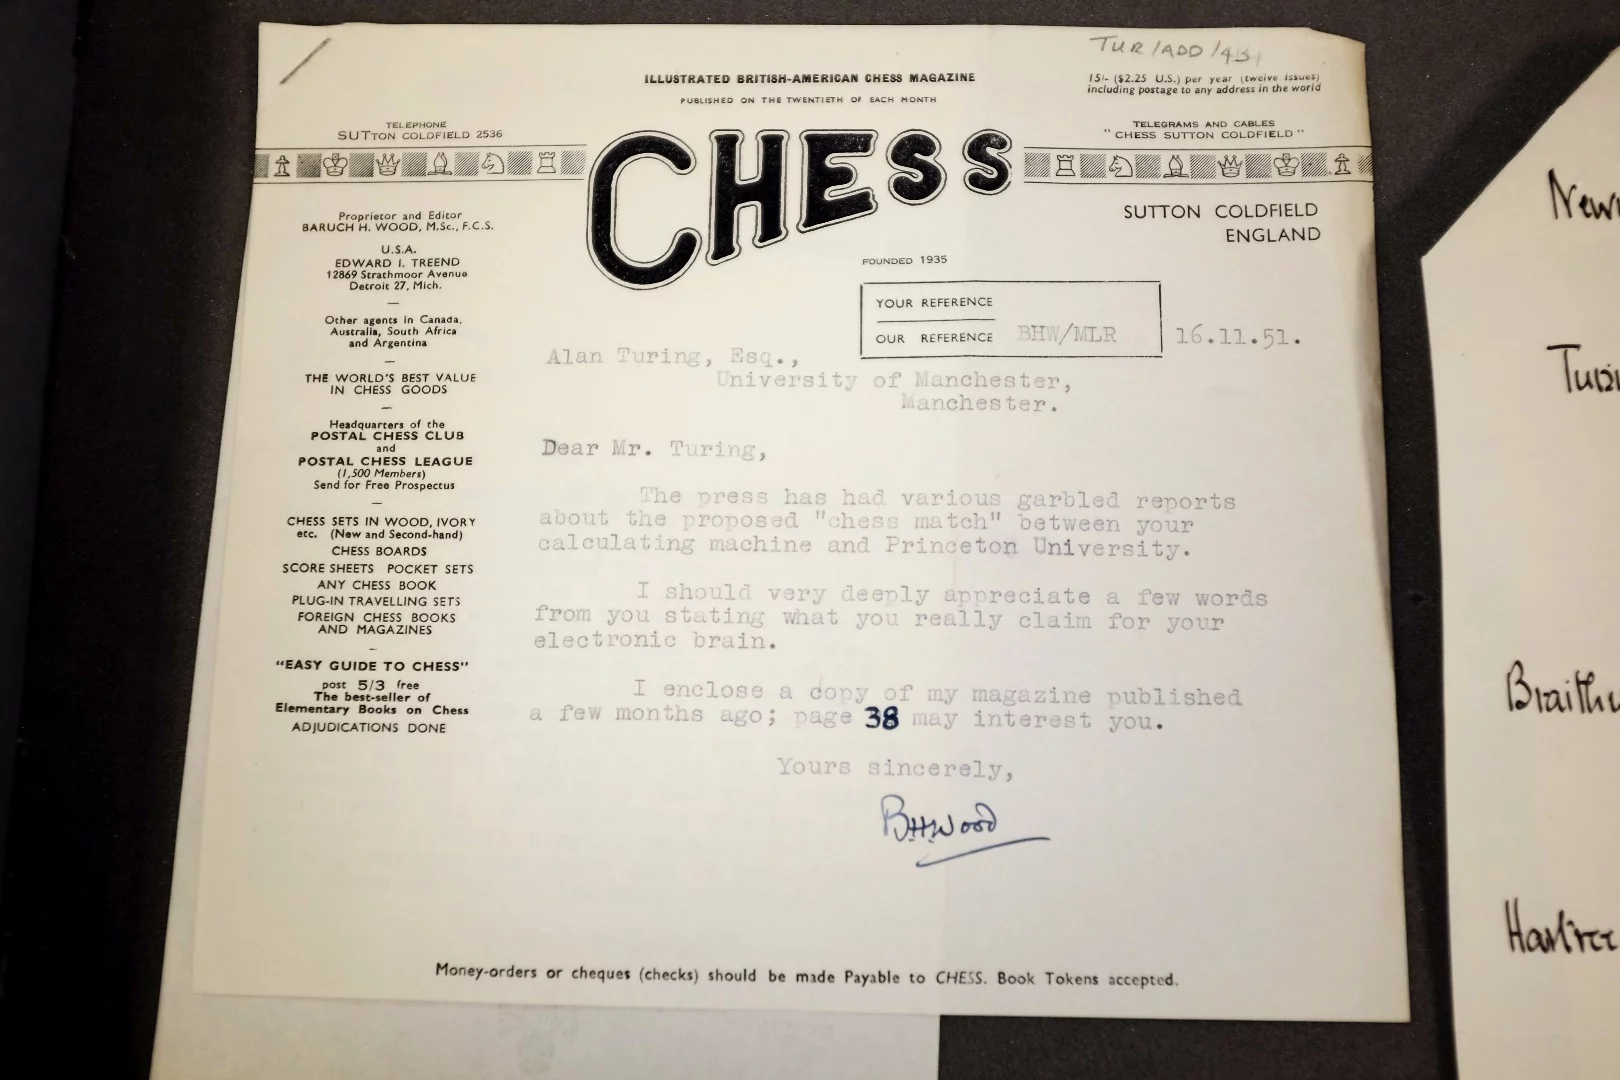 TUR/ADD/
ILLUSTRATED BRITISH-AMERICAN CHESS MAGAZINE
PUBLISHED ON THE TWENTIETH OF EACH MONTH
15/- ($2.25 U.S.) per year (twelve issues)
including postage to any address in the world
TELEPHONE
SUTTON COLDFIELD 2536
TELEGRAMS AND CABLES
"CHESS SUTTON COLDFIELD"
CHESS
SUTTON COLDFIELD
ENGLAND
FOUNDED 1935
Proprietor and Editor
BARUCH H. WOOD, M.Sc., F.C.S.
U.S.A.
EDWARD I. TREEND
12869 Strathmoor Avenue
Detroit 27, Mich.
—
Other agents in Canada,
Australia, South Africa
and Argentina
—
THE WORLD'S BEST VALUE
IN CHESS GOODS
—
Headquarters of the
POSTAL CHESS CLUB
and
POSTAL CHESS LEAGUE
(1,500 Members)
Send for Free Prospectus
—
CHESS SETS IN WOOD, IVORY
etc. (New and Second-hand)
CHESS BOARDS
SCORE SHEETS POCKET SETS
ANY CHESS BOOK
PLUG-IN TRAVELLING SETS
FOREIGN CHESS BOOKS
AND MAGAZINES
—
"EASY GUIDE TO CHESS"
post 5/3 free
The best-seller of
Elementary Books on Chess
ADJUDICATIONS DONE
YOUR REFERENCE
OUR REFERENCE BHW/MLR
16.11.51.
Alan Turing, Esq.,
University of Manchester,
Manchester.
Dear Mr. Turing,
The press has had various garbled reports
about the proposed "chess match" between your
calculating machine and Princeton University.
I should very deeply appreciate a few words
from you stating what you really claim for your
electronic brain.
I enclose a copy of my magazine published
a few months ago; page 38 may interest you.
Yours sincerely,
BHWood
Money-orders or cheques (checks) should be made Payable to CHESS. Book Tokens accepted.